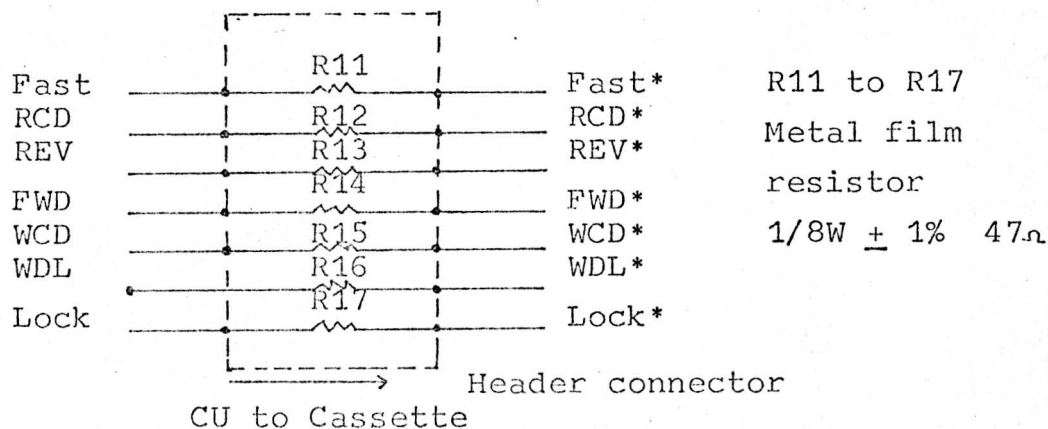 R11
Fast Fast* R11 to R17
RCD R12 RCD* Metal film
REV R13 REV* resistor
R14
FWD FWD* 1/8W ± 1% 47Ω
WCD R15 WCD*
WDL R16 WDL*
R17
Lock Lock*
Header connector
CU to Cassette